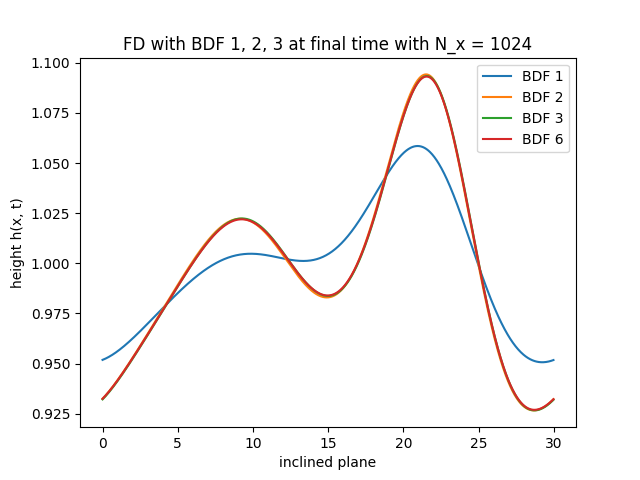 FD with BDF 1, 2, 3 at final time with N_x = 1024
1.100
1.075
1.050
1.025
1.000
0.975
0.950
0.925
height h(x, t)
BDF 1
BDF 2
BDF 3
BDF 6
0 5 10 15 20 25 30
inclined plane